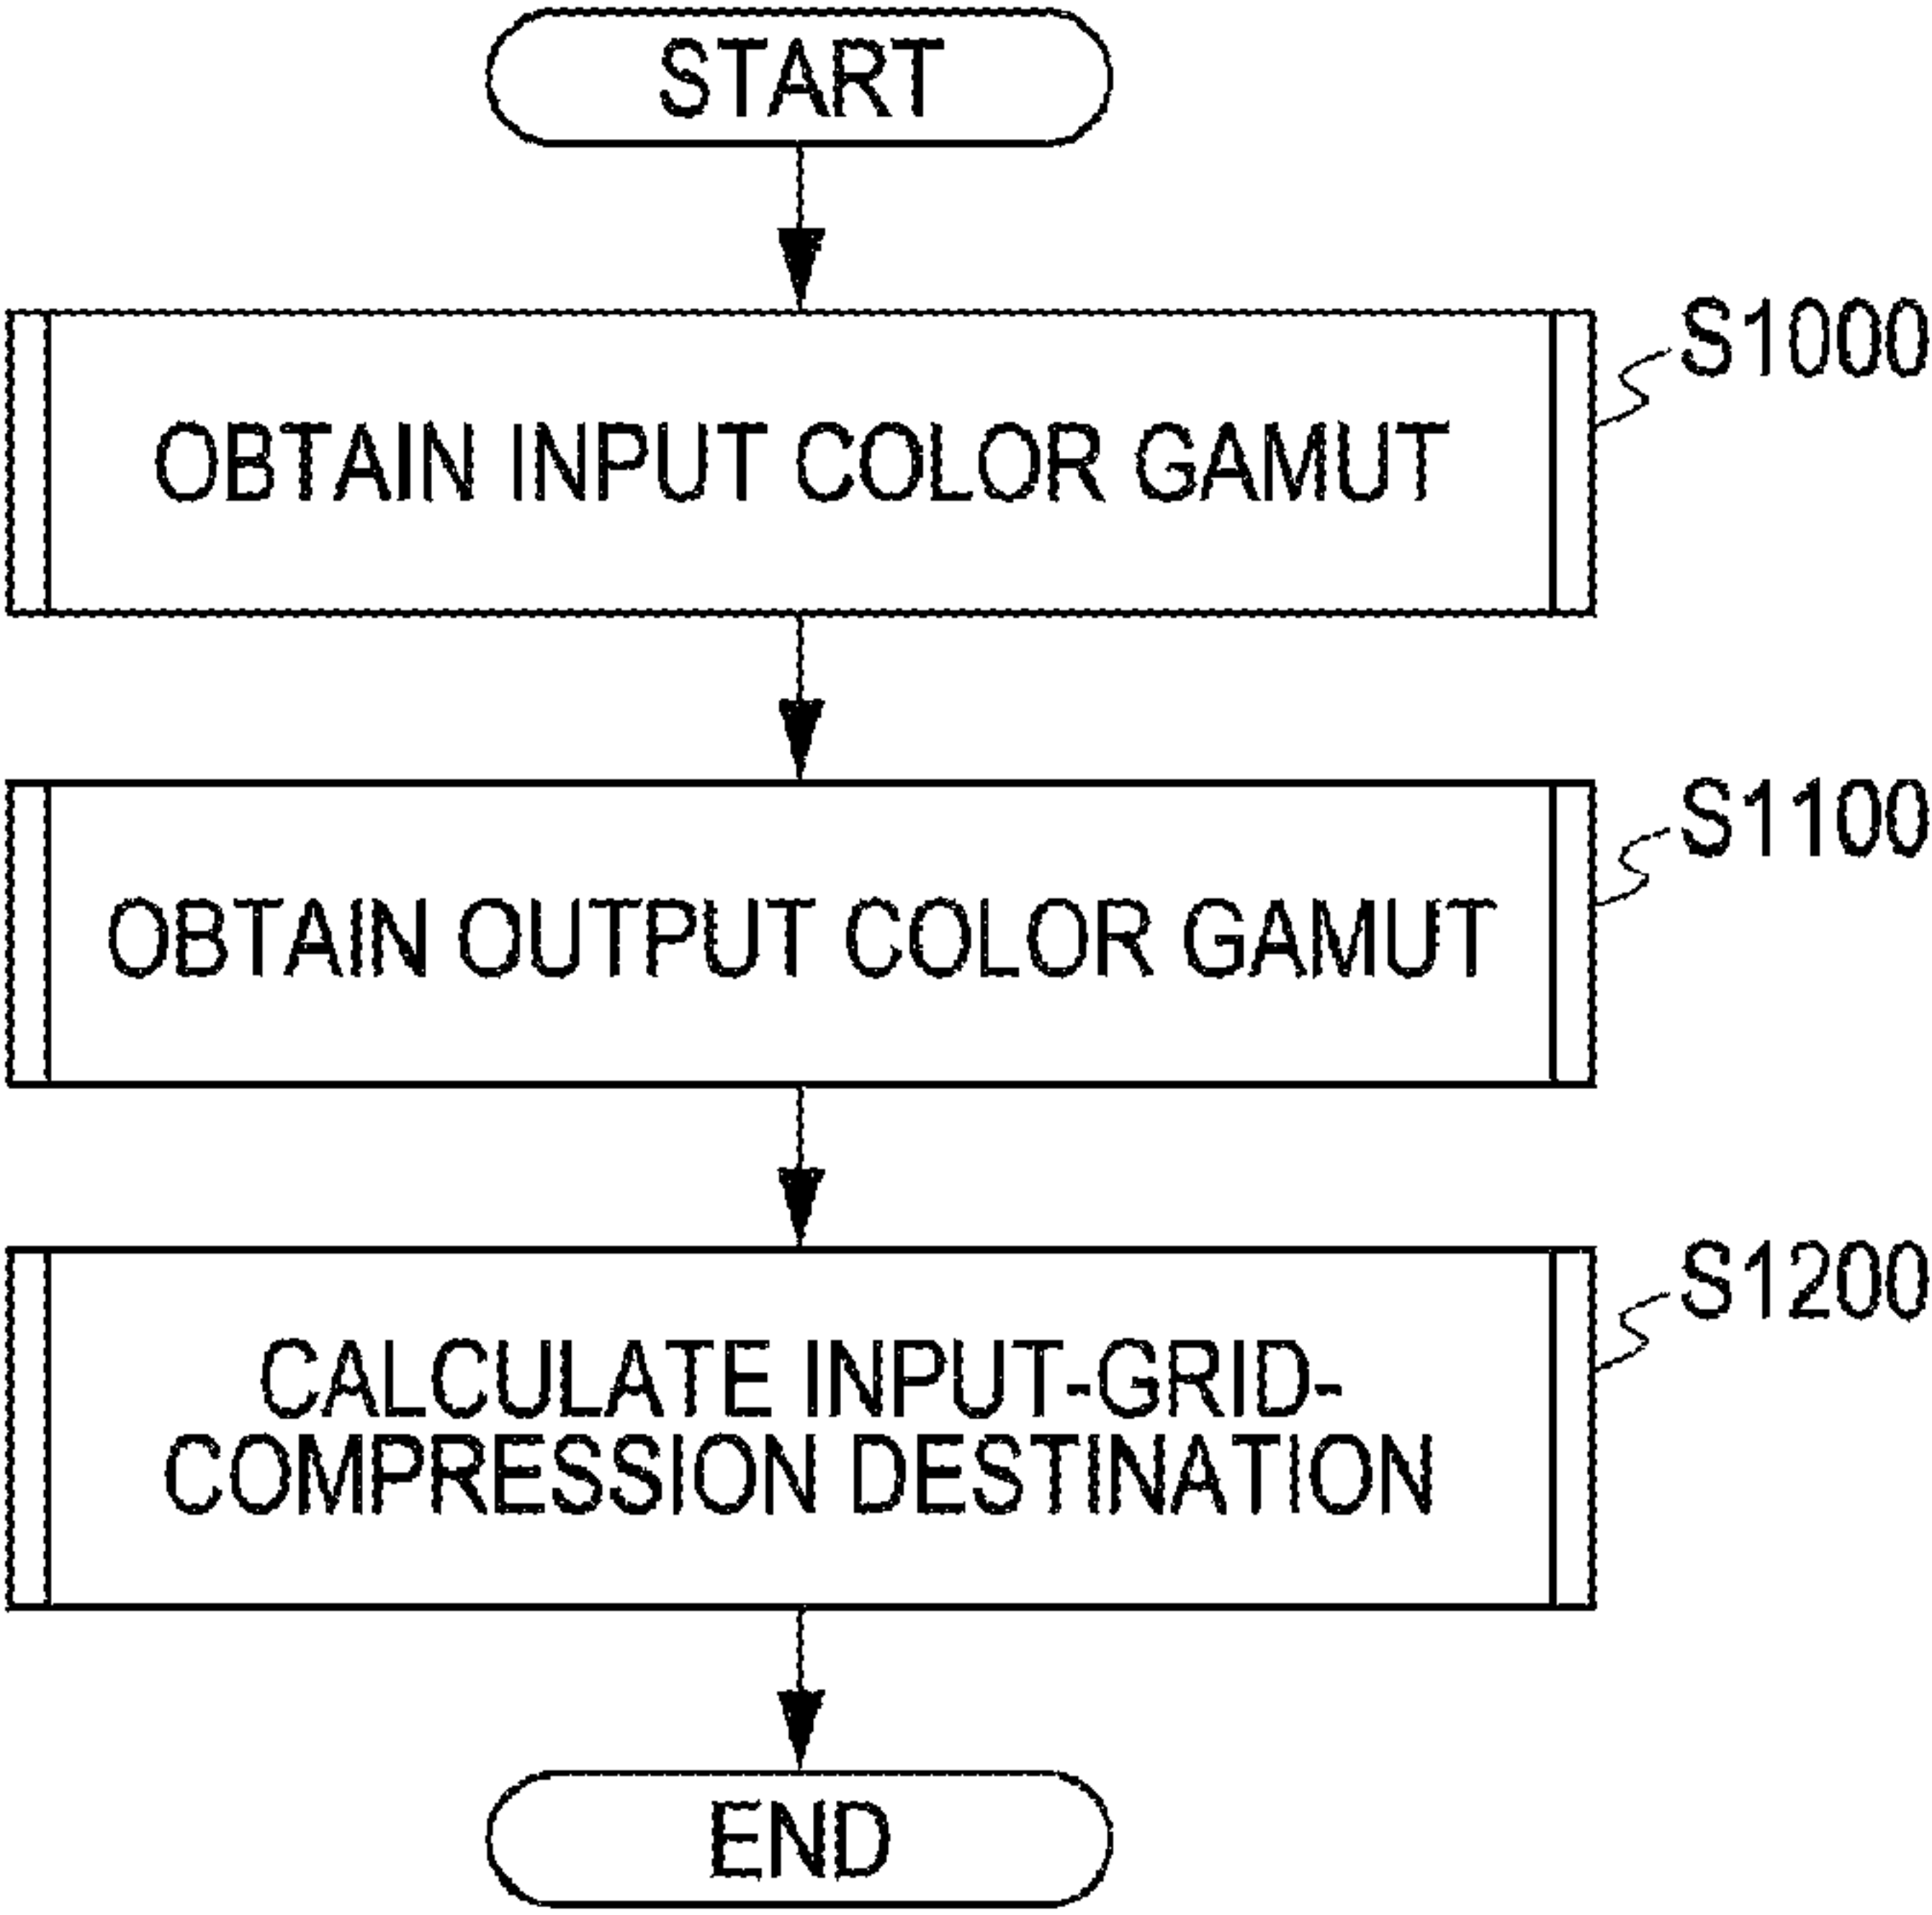 START
S1000
OBTAIN INPUT COLOR GAMUT
S1100
OBTAIN OUTPUT COLOR GAMUT
S1200
CALCULATE INPUT-GRID-
COMPRESSION DESTINATION
END